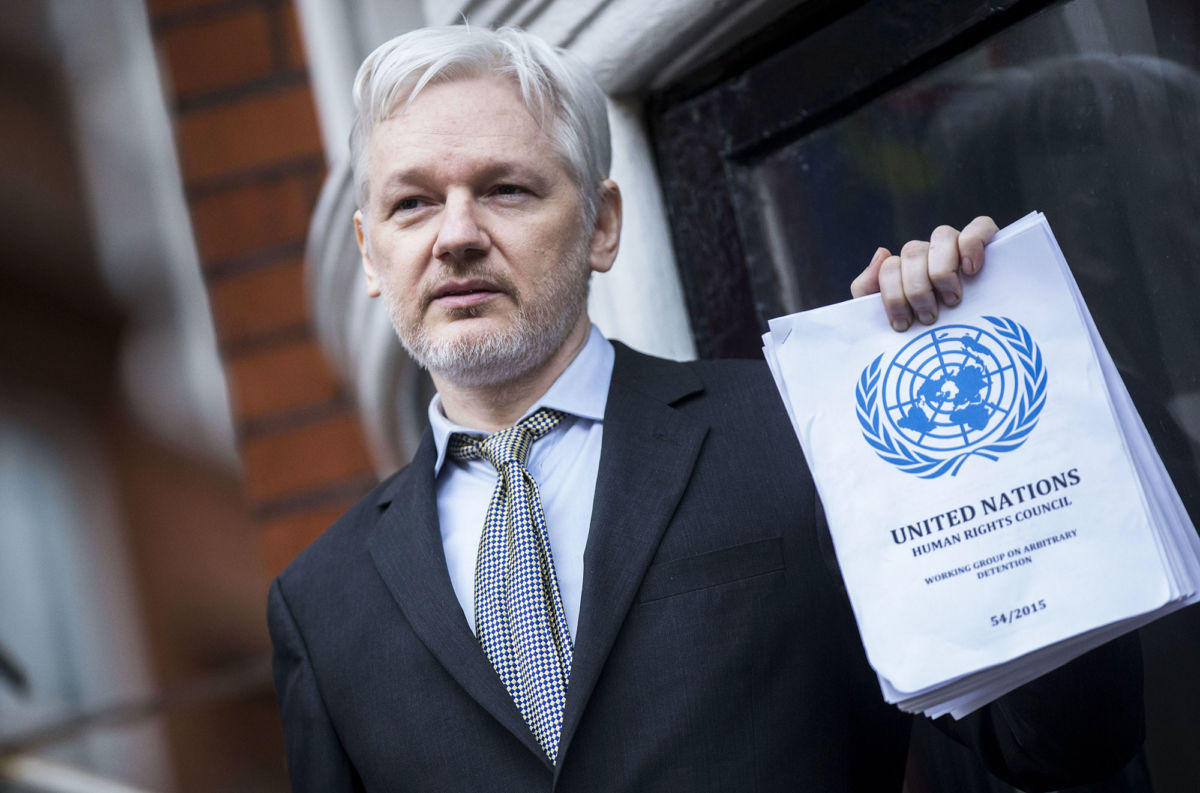 UNITED NATIONS
HUMAN RIGHTS COUNCIL
WORKING GROUP ON ARBITRARY
DETENTION
54/2015